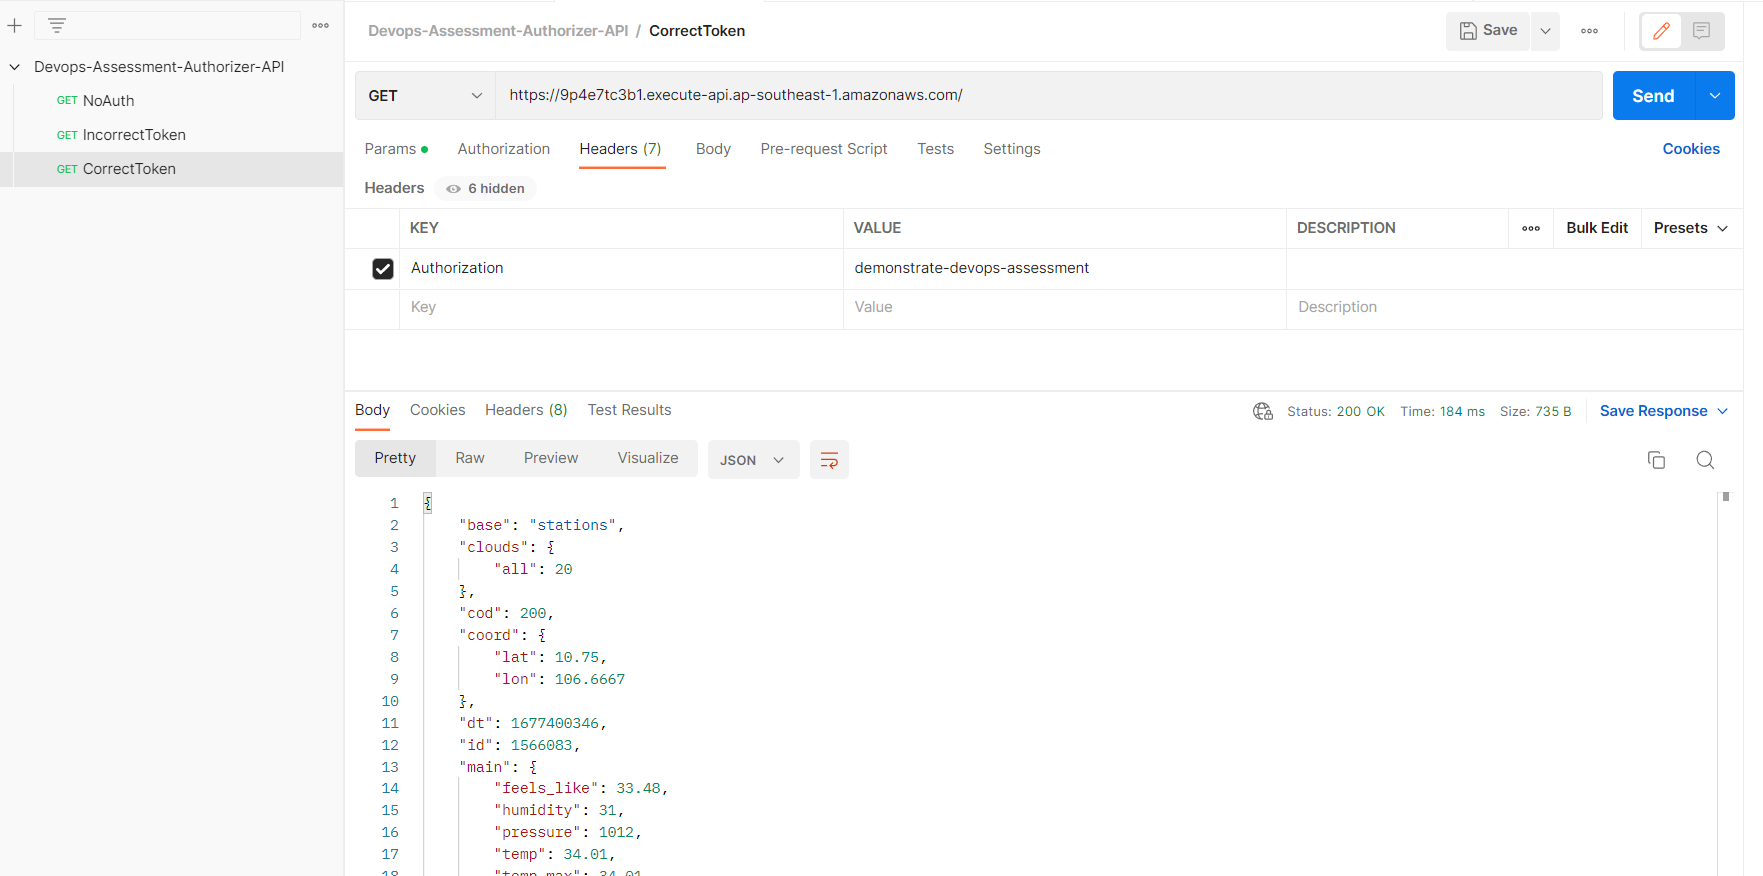 Devops-Assessment-Authorizer-API
GET NoAuth
GET IncorrectToken
GET CorrectToken
Devops-Assessment-Authorizer-API / CorrectToken
Save
GET
https://9p4e7tc3b1.execute-api.ap-southeast-1.amazonaws.com/
Send
Params Authorization Headers (7) Body Pre-request Script Tests Settings Cookies
Headers 6 hidden
KEY VALUE DESCRIPTION Bulk Edit Presets
Authorization demonstrate-devops-assessment
Key Value Description
Body Cookies Headers (8) Test Results Status: 200 OK Time: 184 ms Size: 735 B Save Response
Pretty Raw Preview Visualize JSON
1 {
2 "base": "stations",
3 "clouds": {
4 "all": 20
5 },
6 "cod": 200,
7 "coord": {
8 "lat": 10.75,
9 "lon": 106.6667
10 },
11 "dt": 1677400346,
12 "id": 1566083,
13 "main": {
14 "feels_like": 33.48,
15 "humidity": 31,
16 "pressure": 1012,
17 "temp": 34.01,
18 "temp_max": 34.01